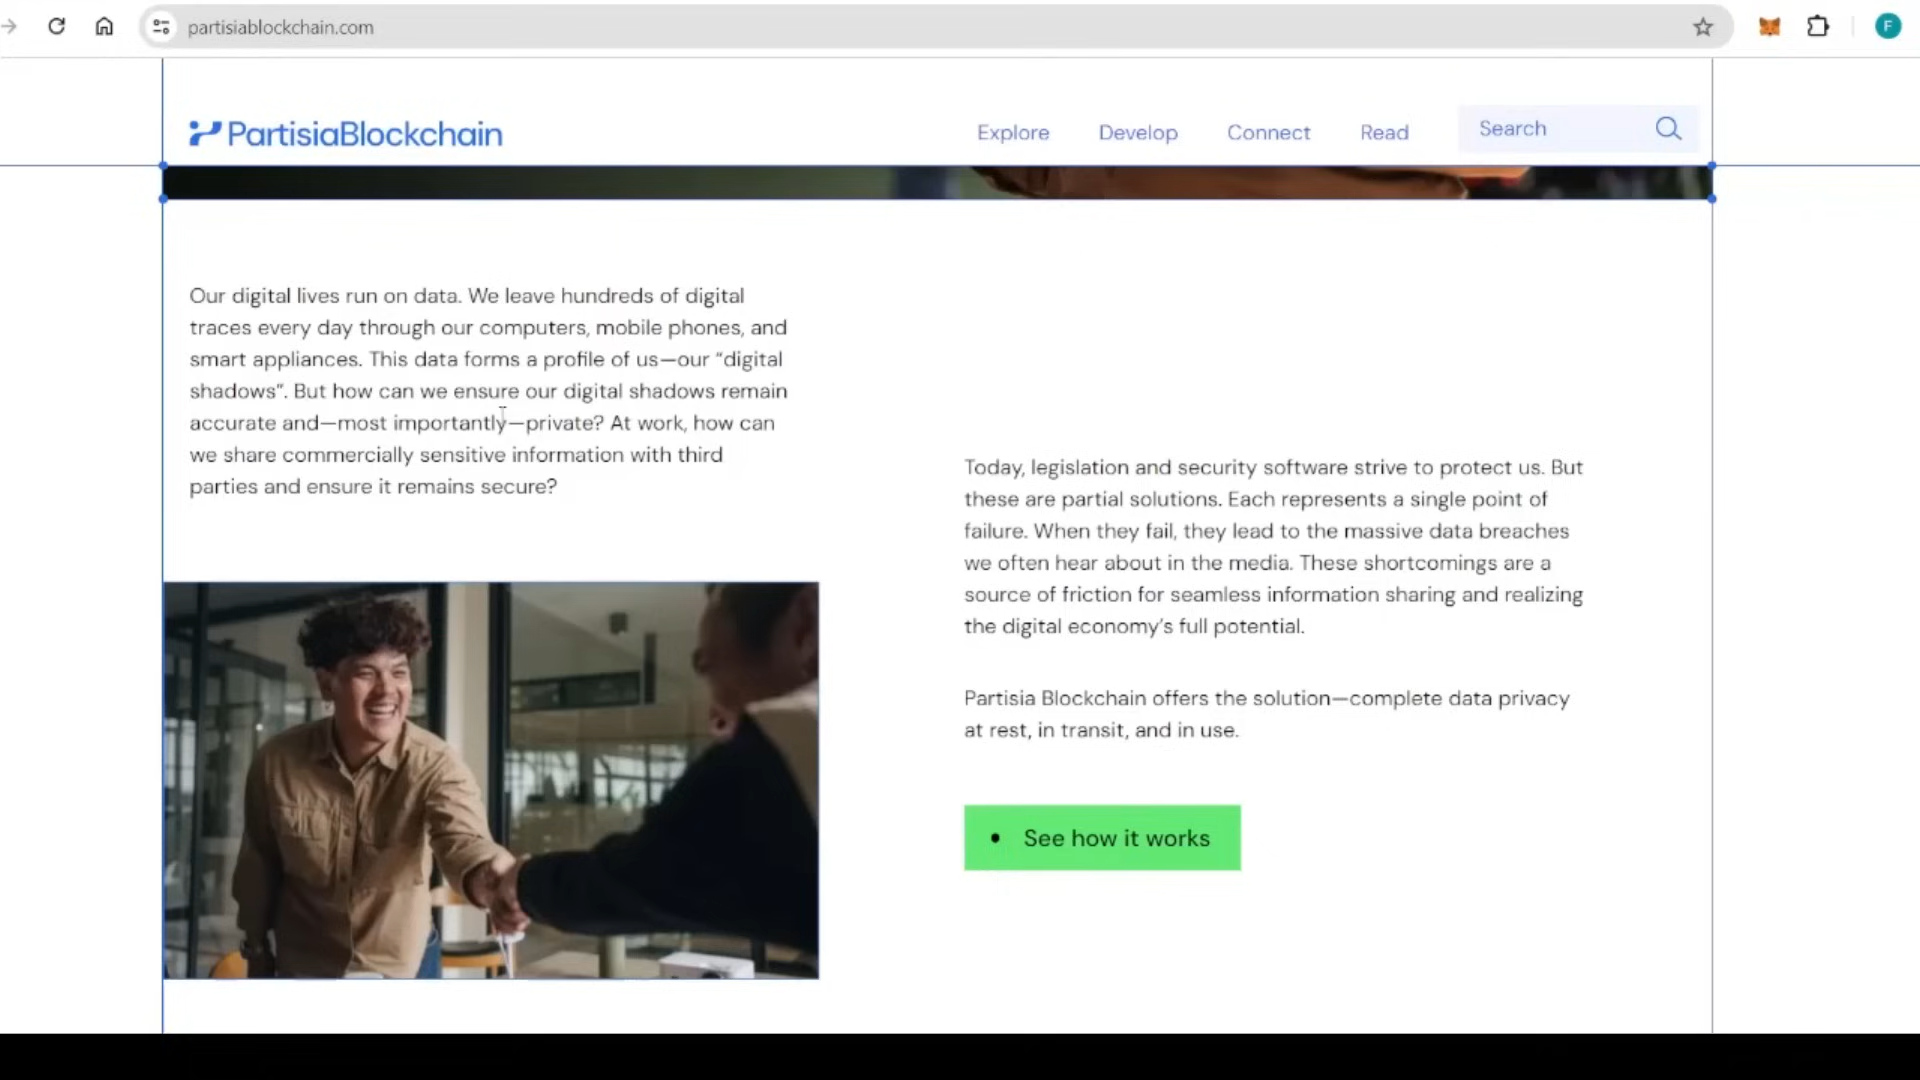 partisiablockchain.com
F
PartisiaBlockchain
Explore
Develop
Connect
Read
Search
Our digital lives run on data. We leave hundreds of digital
traces every day through our computers, mobile phones, and
smart appliances. This data forms a profile of us—our “digital
shadows”. But how can we ensure our digital shadows remain
accurate and—most importantly—private? At work, how can
we share commercially sensitive information with third
parties and ensure it remains secure?
Today, legislation and security software strive to protect us. But
these are partial solutions. Each represents a single point of
failure. When they fail, they lead to the massive data breaches
we often hear about in the media. These shortcomings are a
source of friction for seamless information sharing and realizing
the digital economy’s full potential.
Partisia Blockchain offers the solution—complete data privacy
at rest, in transit, and in use.
• See how it works